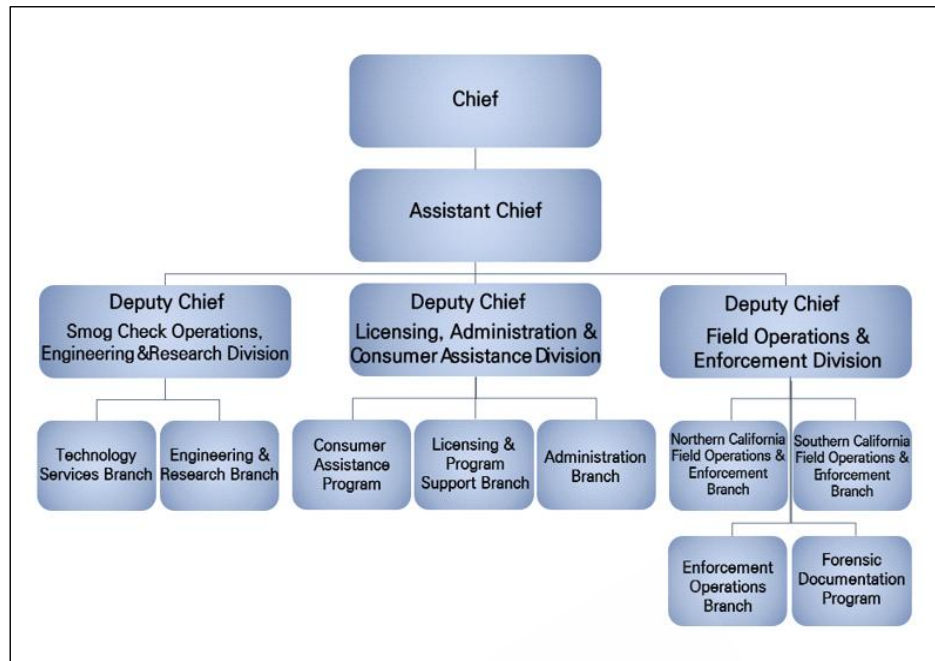 Chief
Assistant Chief
Deputy Chief
Smog Check Operations,
Engineering &Research Division
Deputy Chief
Licensing, Administration &
Consumer Assistance Division
Deputy Chief
Field Operations &
Enforcement Division
Technology
Services Branch
Engineering &
Research Branch
Consumer
Assistance
Program
Licensing &
Program
Support Branch
Administration
Branch
Northern California
Field Operations &
Enforcement
Branch
Southern California
Field Operations &
Enforcement
Branch
Enforcement
Operations
Branch
Forensic
Documentation
Program